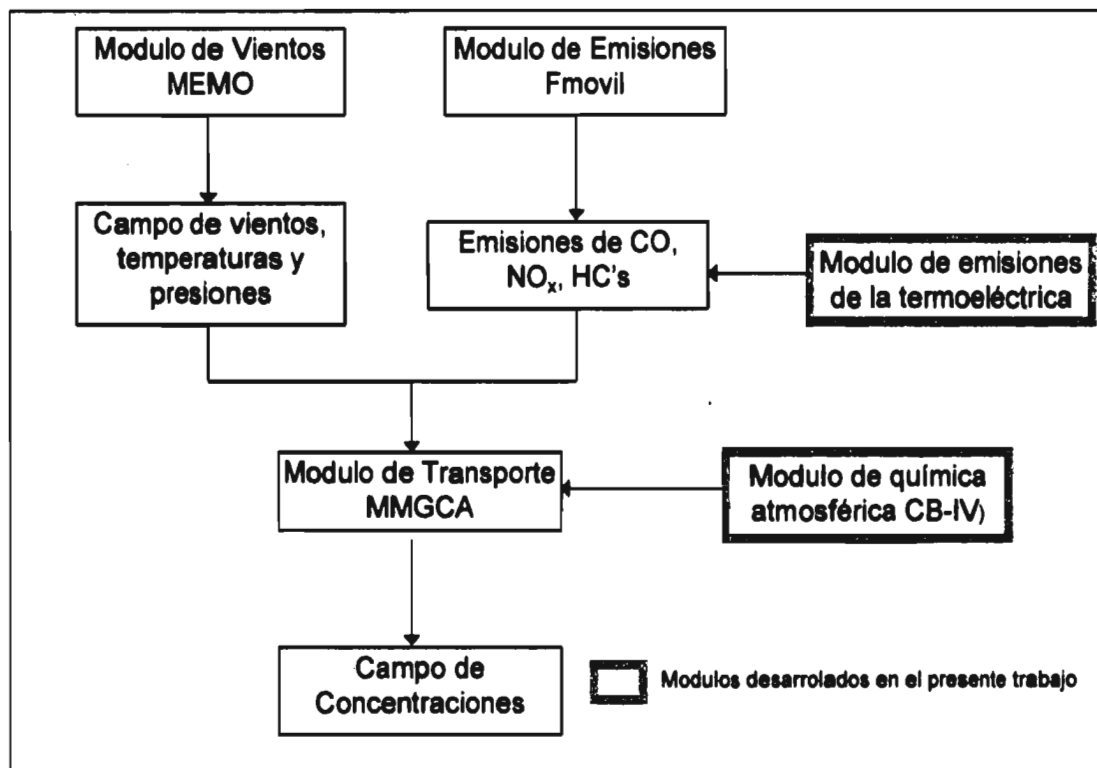 Modulo de Vientos
MEMO
Modulo de Emisiones
Fmovil
Campo de vientos,
temperaturas y
presiones
Emisiones de CO,
NOx, HC's
Modulo de emisiones
de la termoeléctrica
Modulo de Transporte
MMGCA
Modulo de química
atmosférica CB-IV)
Campo de
Concentraciones
Modulos desarrolados en el presente trabajo